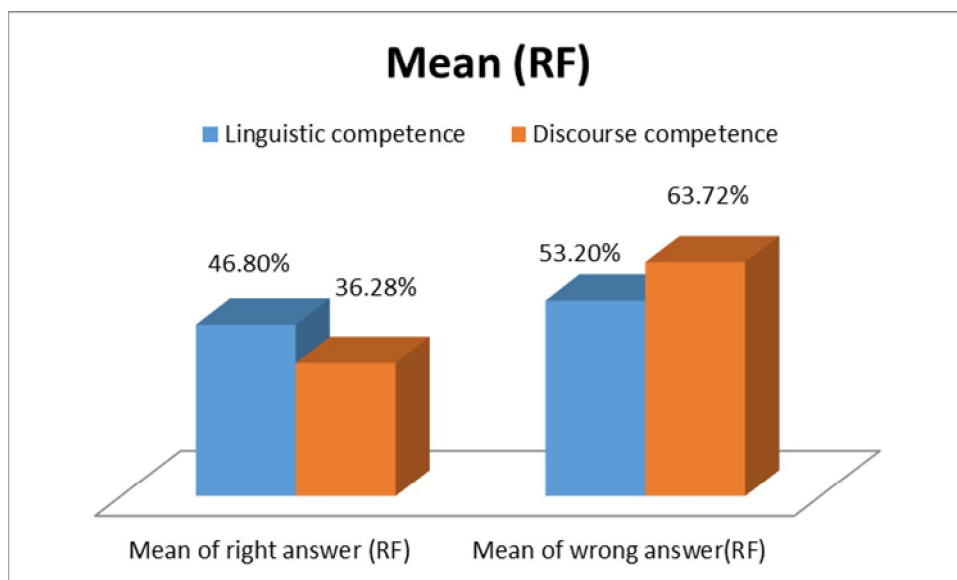 Mean (RF)
Linguistic competence Discourse competence
46.80%
36.28%
53.20%
63.72%
Mean of right answer (RF)
Mean of wrong answer(RF)